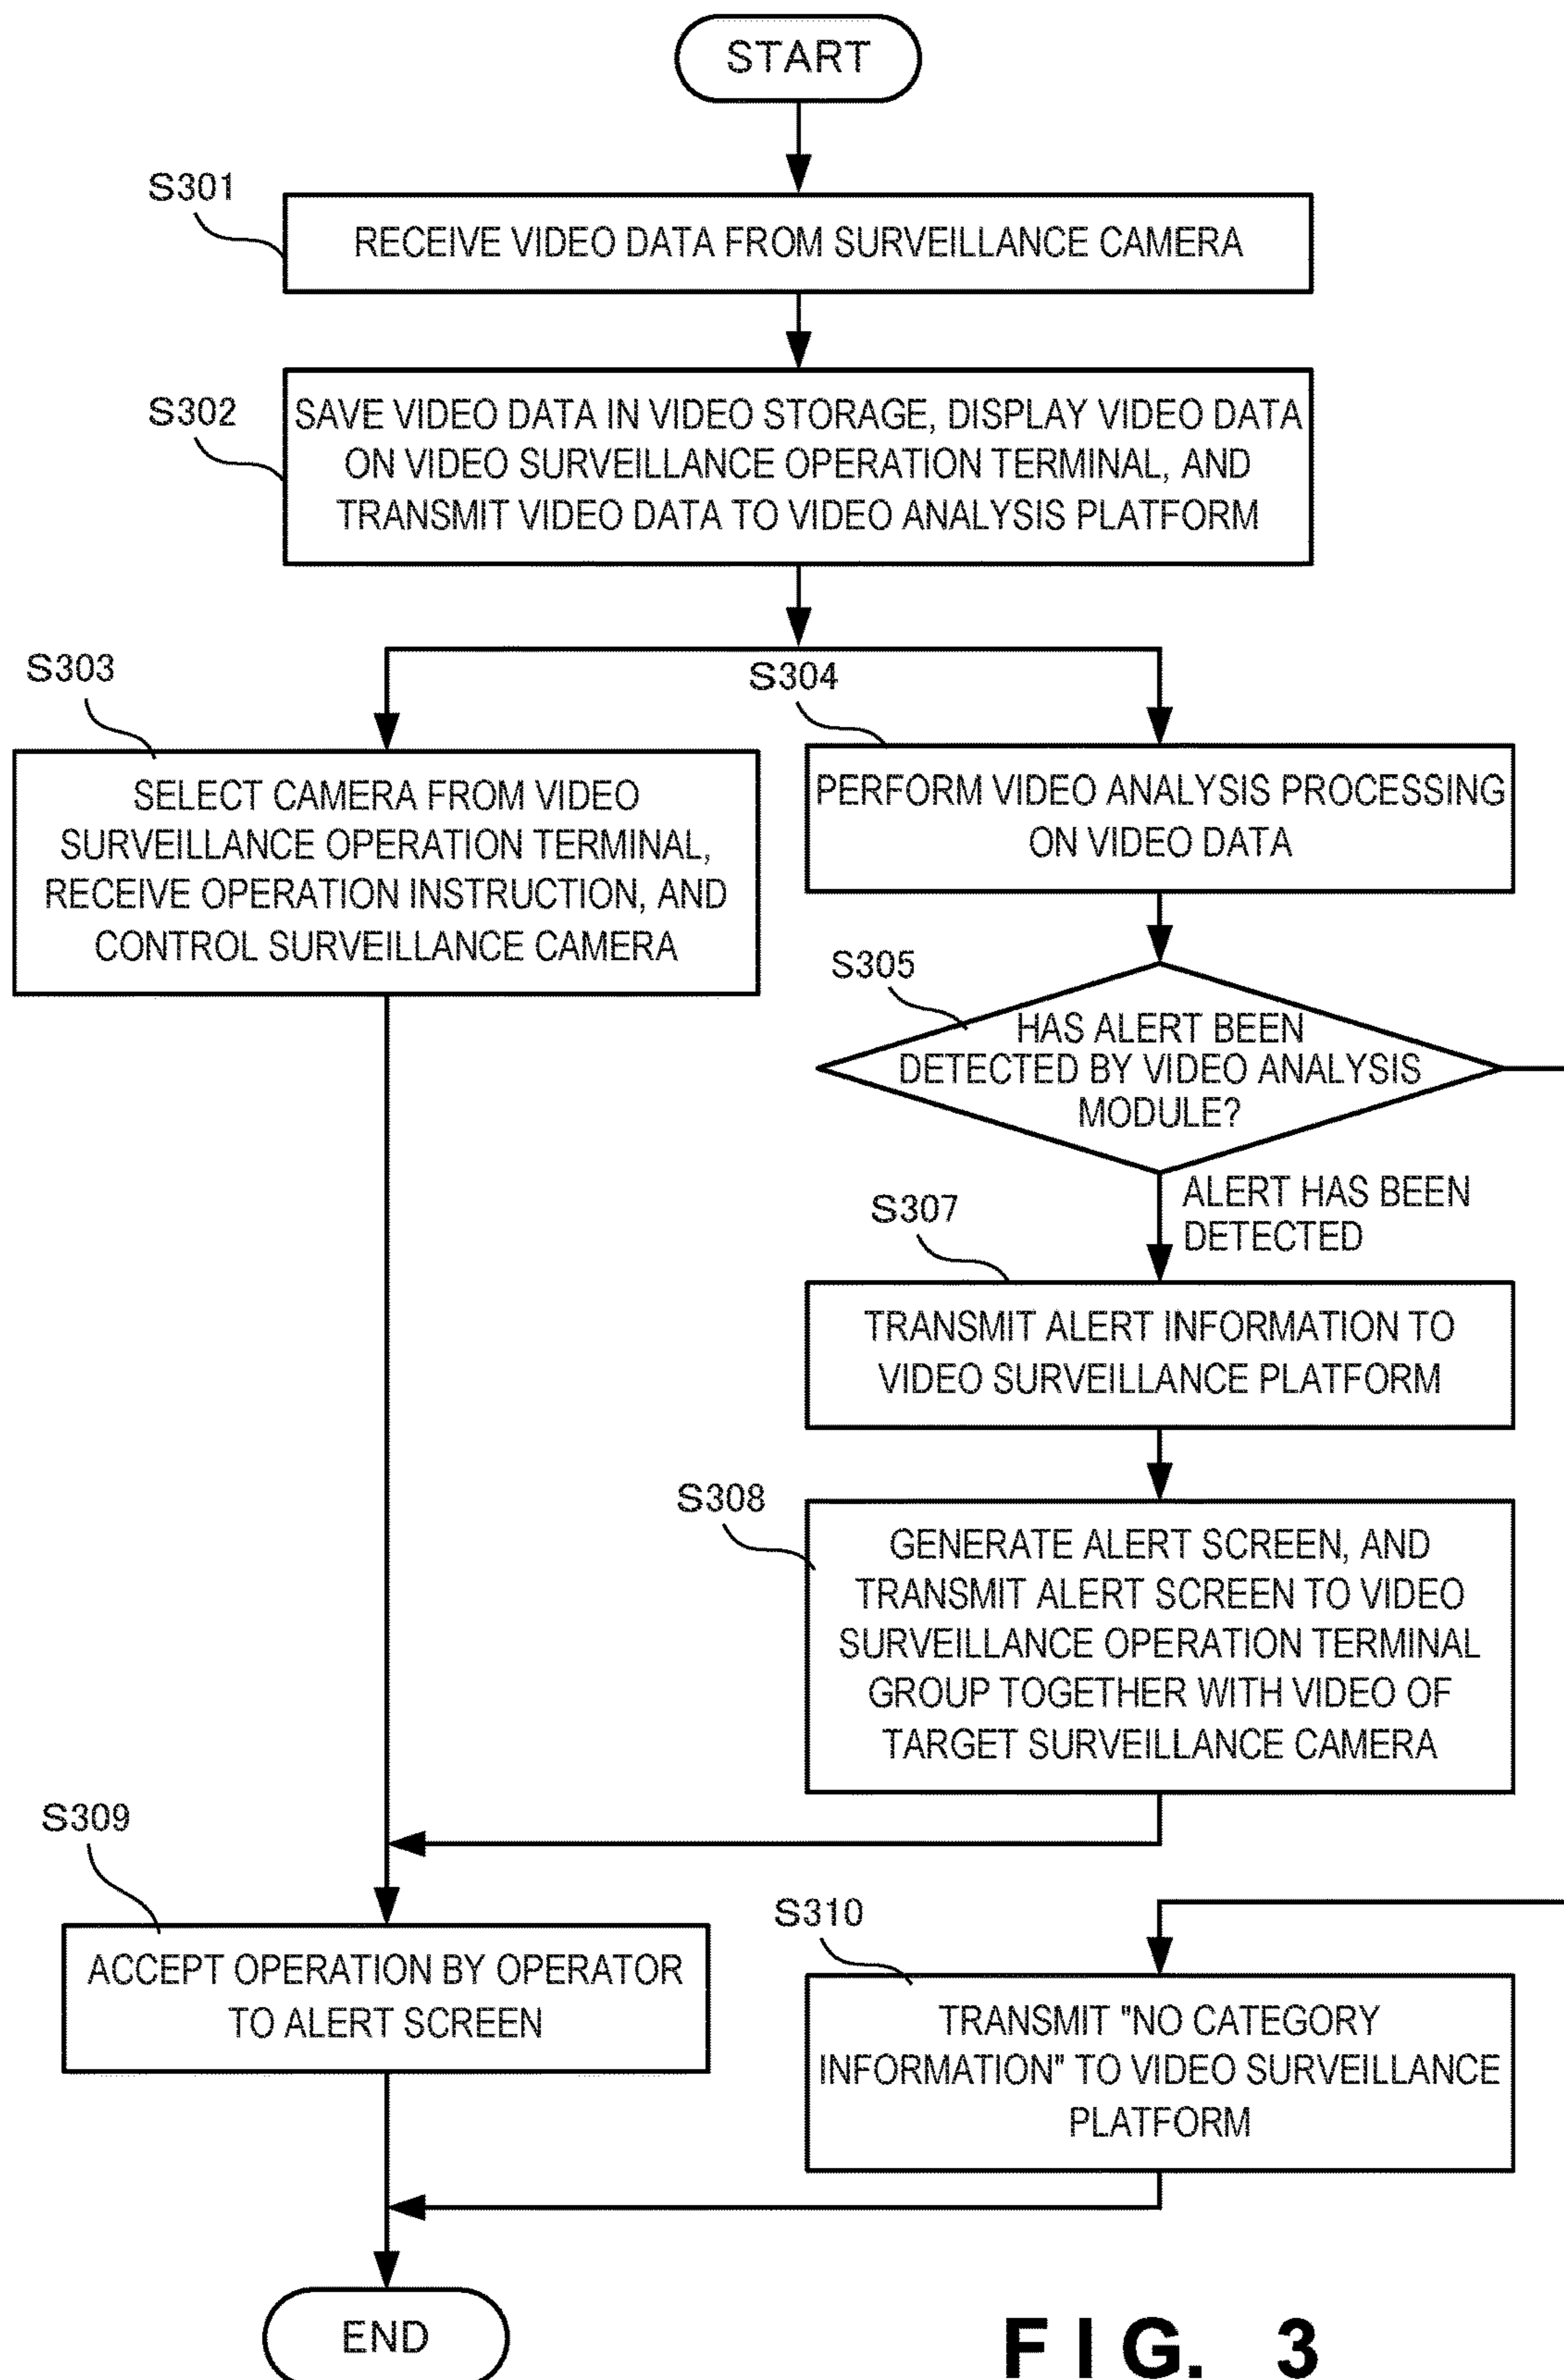 START
S301
RECEIVE VIDEO DATA FROM SURVEILLANCE CAMERA
S302
SAVE VIDEO DATA IN VIDEO STORAGE, DISPLAY VIDEO DATA
ON VIDEO SURVEILLANCE OPERATION TERMINAL, AND
TRANSMIT VIDEO DATA TO VIDEO ANALYSIS PLATFORM
S303
SELECT CAMERA FROM VIDEO
SURVEILLANCE OPERATION TERMINAL,
RECEIVE OPERATION INSTRUCTION, AND
CONTROL SURVEILLANCE CAMERA
S304
PERFORM VIDEO ANALYSIS PROCESSING
ON VIDEO DATA
S305
HAS ALERT BEEN
DETECTED BY VIDEO ANALYSIS
MODULE?
ALERT HAS BEEN
DETECTED
S307
TRANSMIT ALERT INFORMATION TO
VIDEO SURVEILLANCE PLATFORM
S308
GENERATE ALERT SCREEN, AND
TRANSMIT ALERT SCREEN TO VIDEO
SURVEILLANCE OPERATION TERMINAL
GROUP TOGETHER WITH VIDEO OF
TARGET SURVEILLANCE CAMERA
S309
ACCEPT OPERATION BY OPERATOR
TO ALERT SCREEN
S310
TRANSMIT "NO CATEGORY
INFORMATION" TO VIDEO SURVEILLANCE
PLATFORM
END
FIG. 3